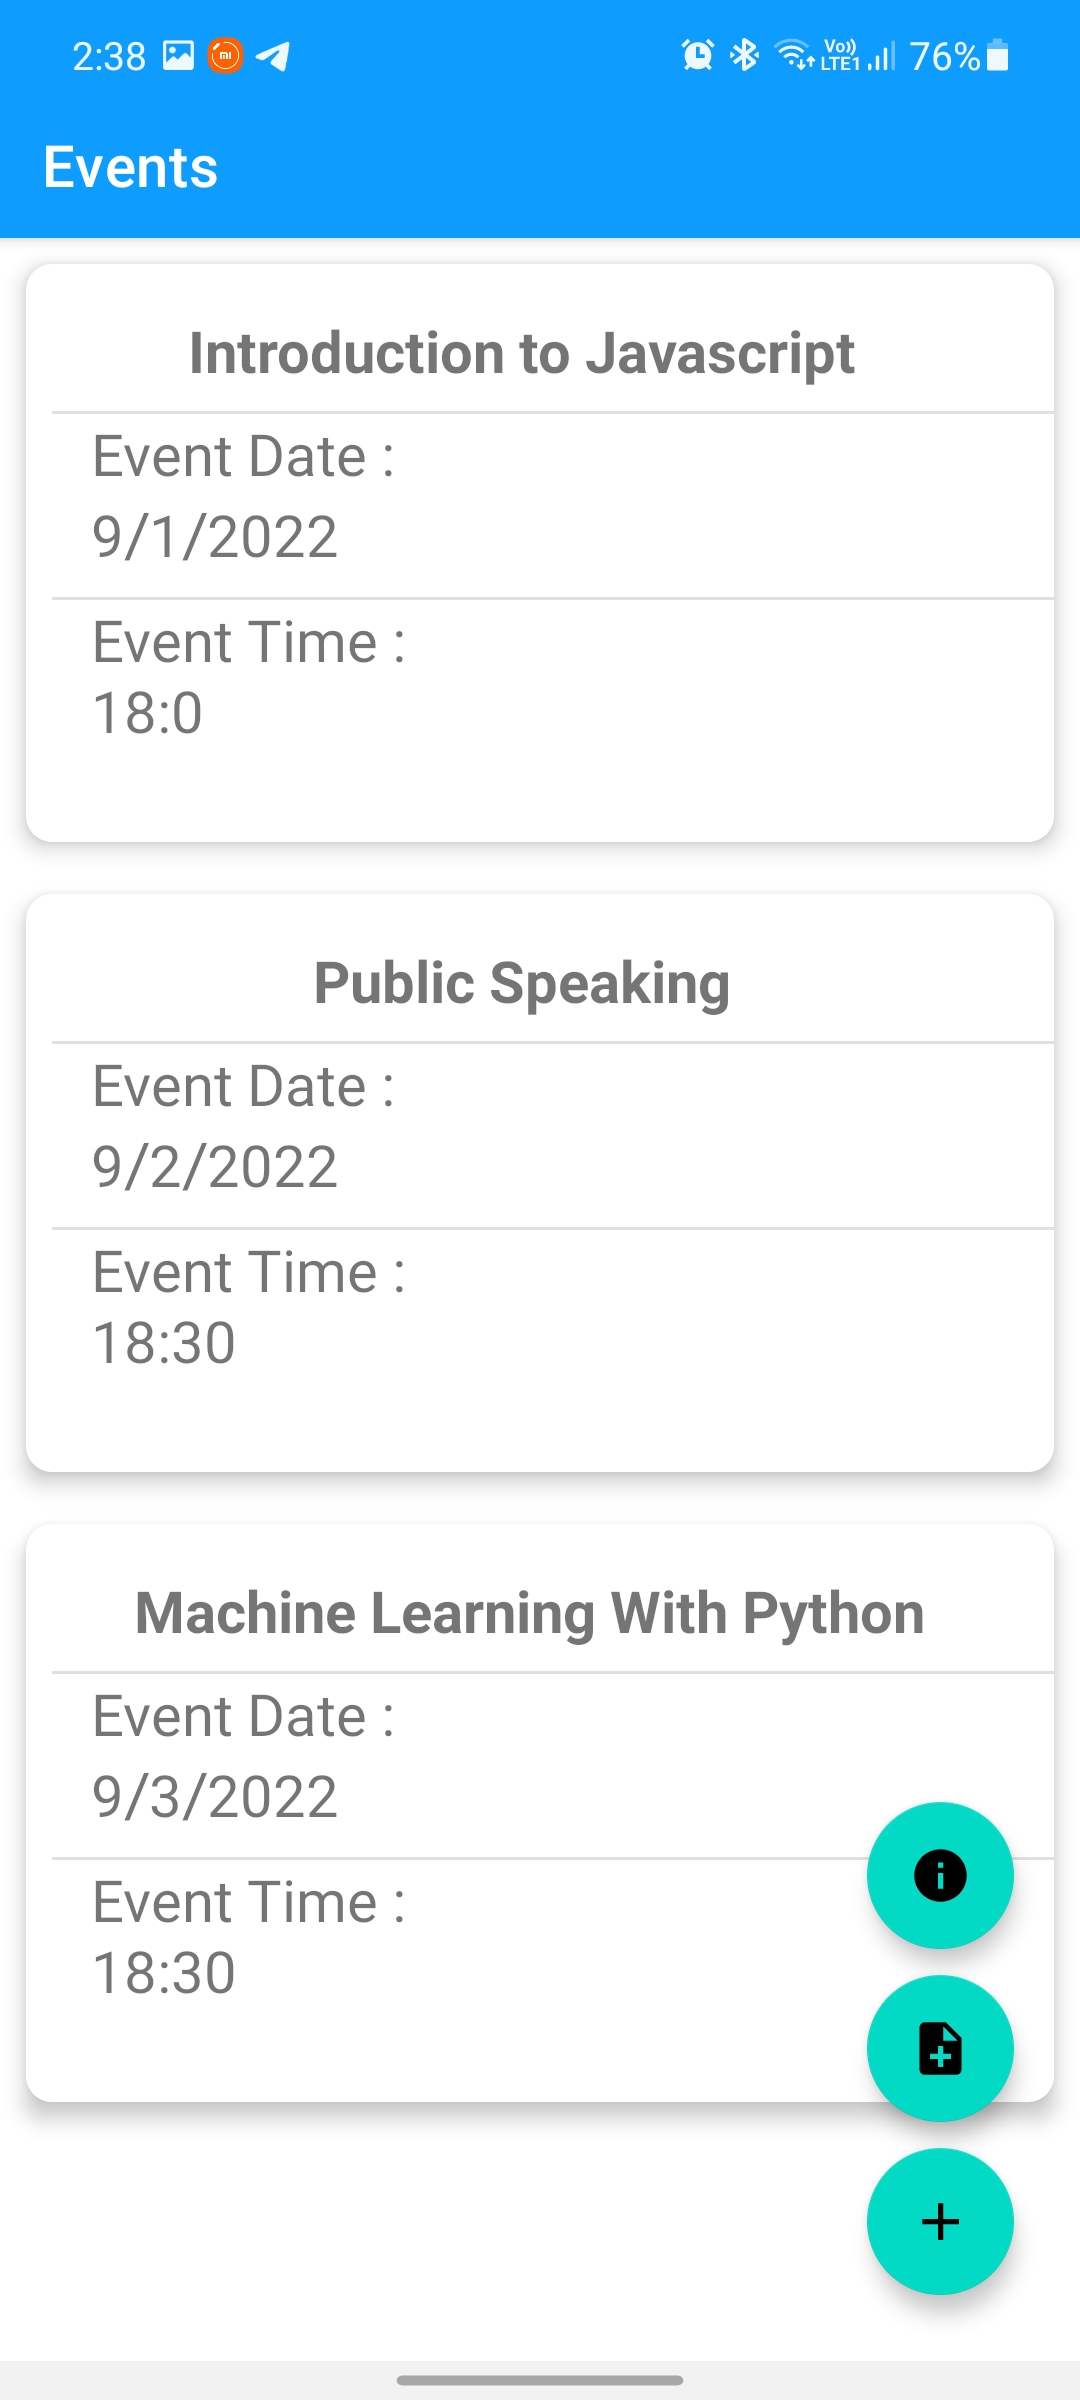 2:38 mi Vo)) LTE1 76%
Events
Introduction to Javascript
Event Date :
9/1/2022
Event Time :
18:0
Public Speaking
Event Date :
9/2/2022
Event Time :
18:30
Machine Learning With Python
Event Date :
9/3/2022
Event Time :
18:30